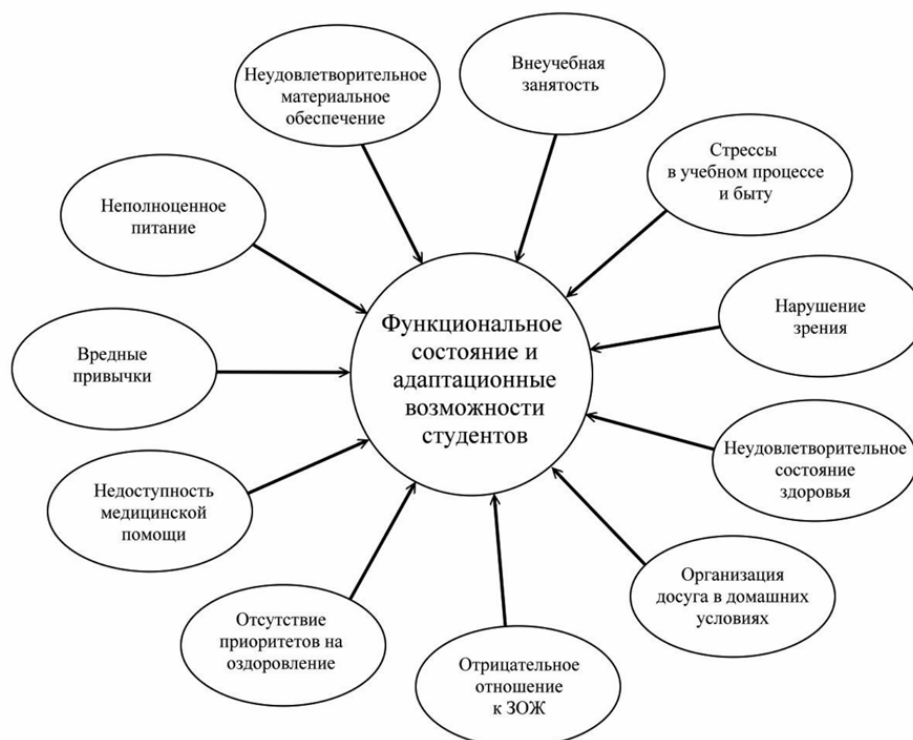 Неудовлетворительное
материальное
обеспечение
Внеучебная
занятость
Стрессы
в учебном процессе
и быту
Неполноценное
питание
Нарушение
зрения
Функциональное
состояние и
адаптационные
возможности
студентов
Вредные
привычки
Неудовлетворительное
состояние
здоровья
Недоступность
медицинской
помощи
Организация
досуга в домашних
условиях
Отсутствие
приоритетов на
оздоровление
Отрицательное
отношение
к ЗОЖ